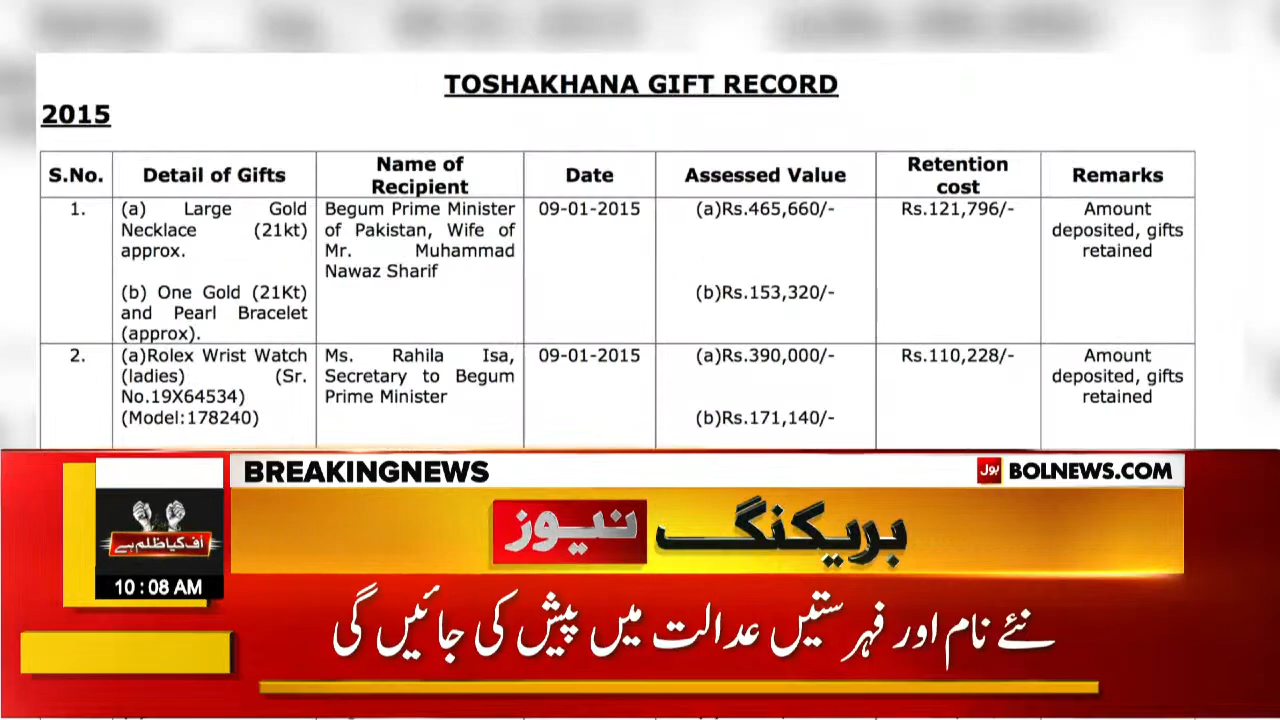 TOSHAKHANA GIFT RECORD
2015
S.No. Detail of Gifts Name of Recipient Date Assessed Value Retention cost Remarks
1. (a) Large Gold Necklace (21kt) approx. (b) One Gold (21Kt) and Pearl Bracelet (approx). Begum Prime Minister of Pakistan, Wife of Mr. Muhammad Nawaz Sharif 09-01-2015 (a)Rs.465,660/- (b)Rs.153,320/- Rs.121,796/- Amount deposited, gifts retained
2. (a)Rolex Wrist Watch (ladies) (Sr. No.19X64534) (Model:178240) Ms. Rahila Isa, Secretary to Begum Prime Minister 09-01-2015 (a)Rs.390,000/- (b)Rs.171,140/- Rs.110,228/- Amount deposited, gifts retained
BREAKINGNEWS
بول BOLNEWS.COM
بریکنگ نیوز
اف کیا ظلم ہے
10:08 AM
نئے نام اور فہرستیں عدالت میں پیش کی جائیں گی